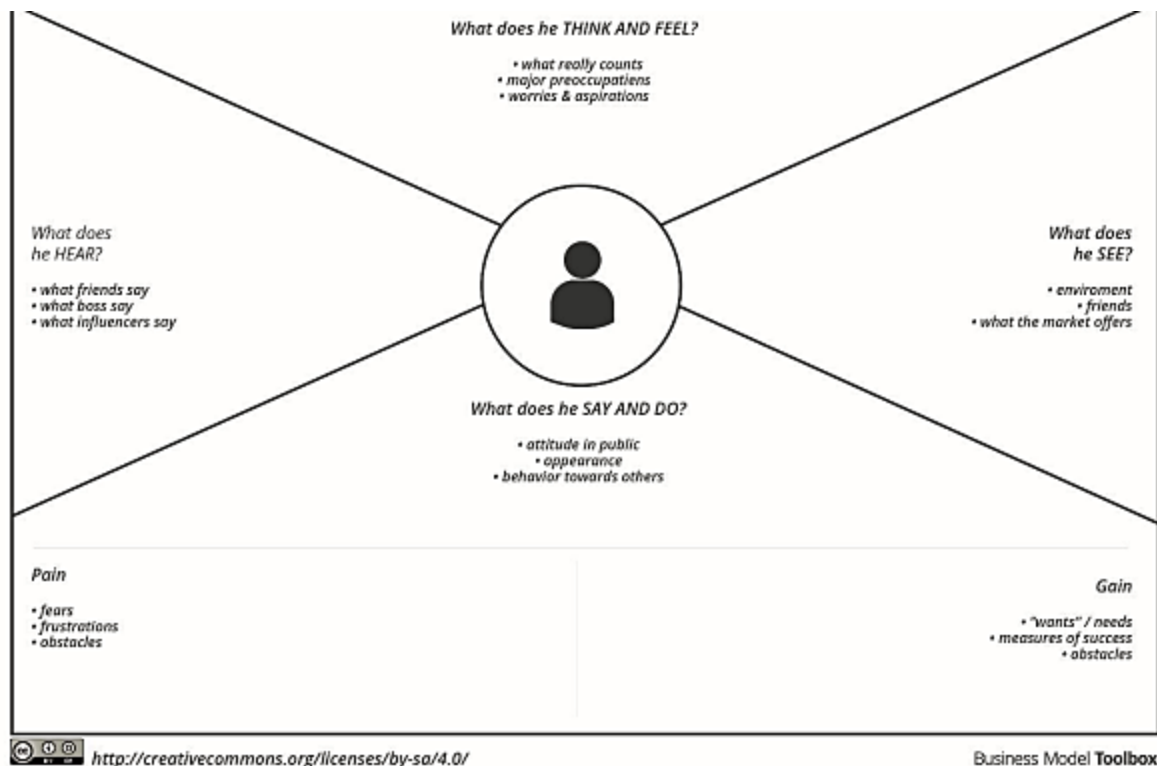 What does he THINK AND FEEL?
• what really counts
• major preoccupatiens
• worries & aspirations
What does
he HEAR?
• what friends say
• what boss say
• what influencers say
What does
he SEE?
• enviroment
• friends
• what the market offers
What does he SAY AND DO?
• attitude in public
• appearance
• behavior towards others
Pain
• fears
• frustrations
• obstacles
Gain
• "wants" / needs
• measures of success
• obstacles
cc
BY SA
http://creativecommons.org/licenses/by-sa/4.0/
Business Model Toolbox